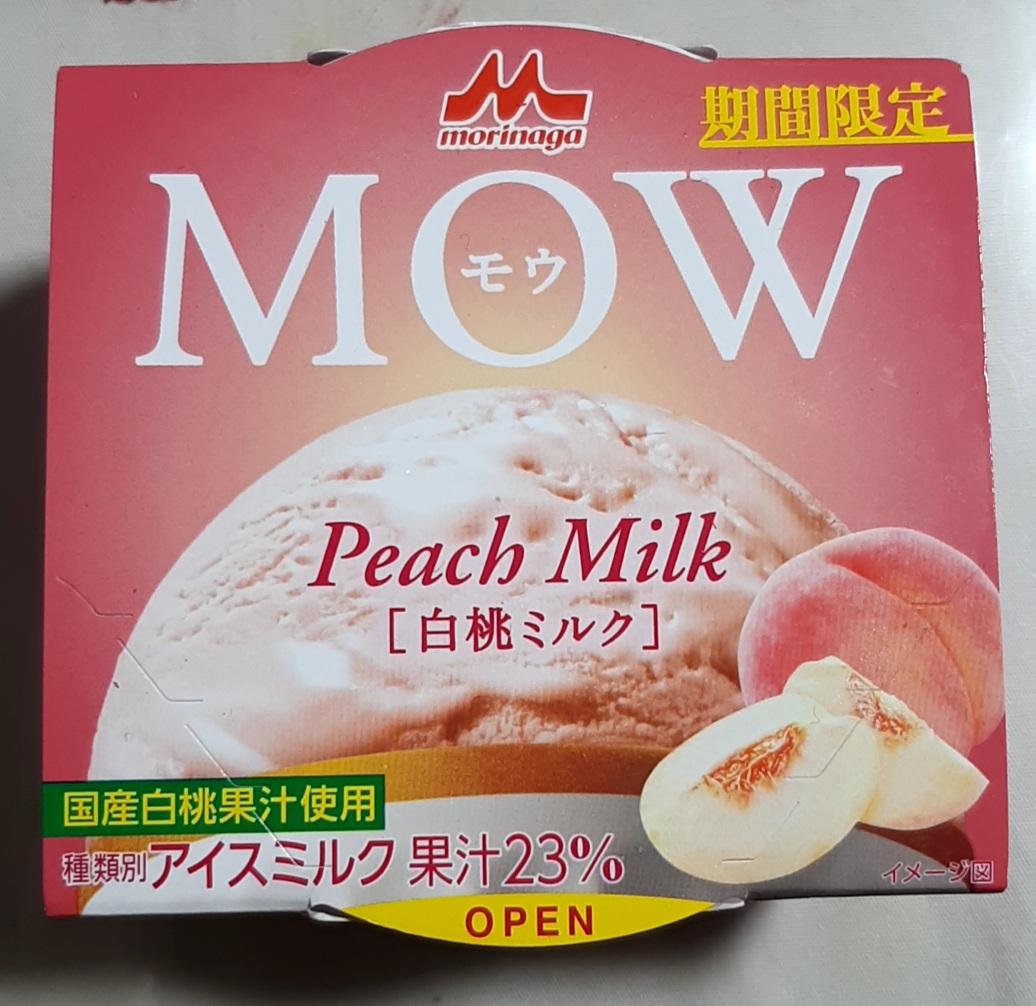 morinaga
期間限定
MOW
モウ
Peach Milk
[白桃ミルク]
国産白桃果汁使用
種類別アイスミルク 果汁23%
イメージ図
OPEN